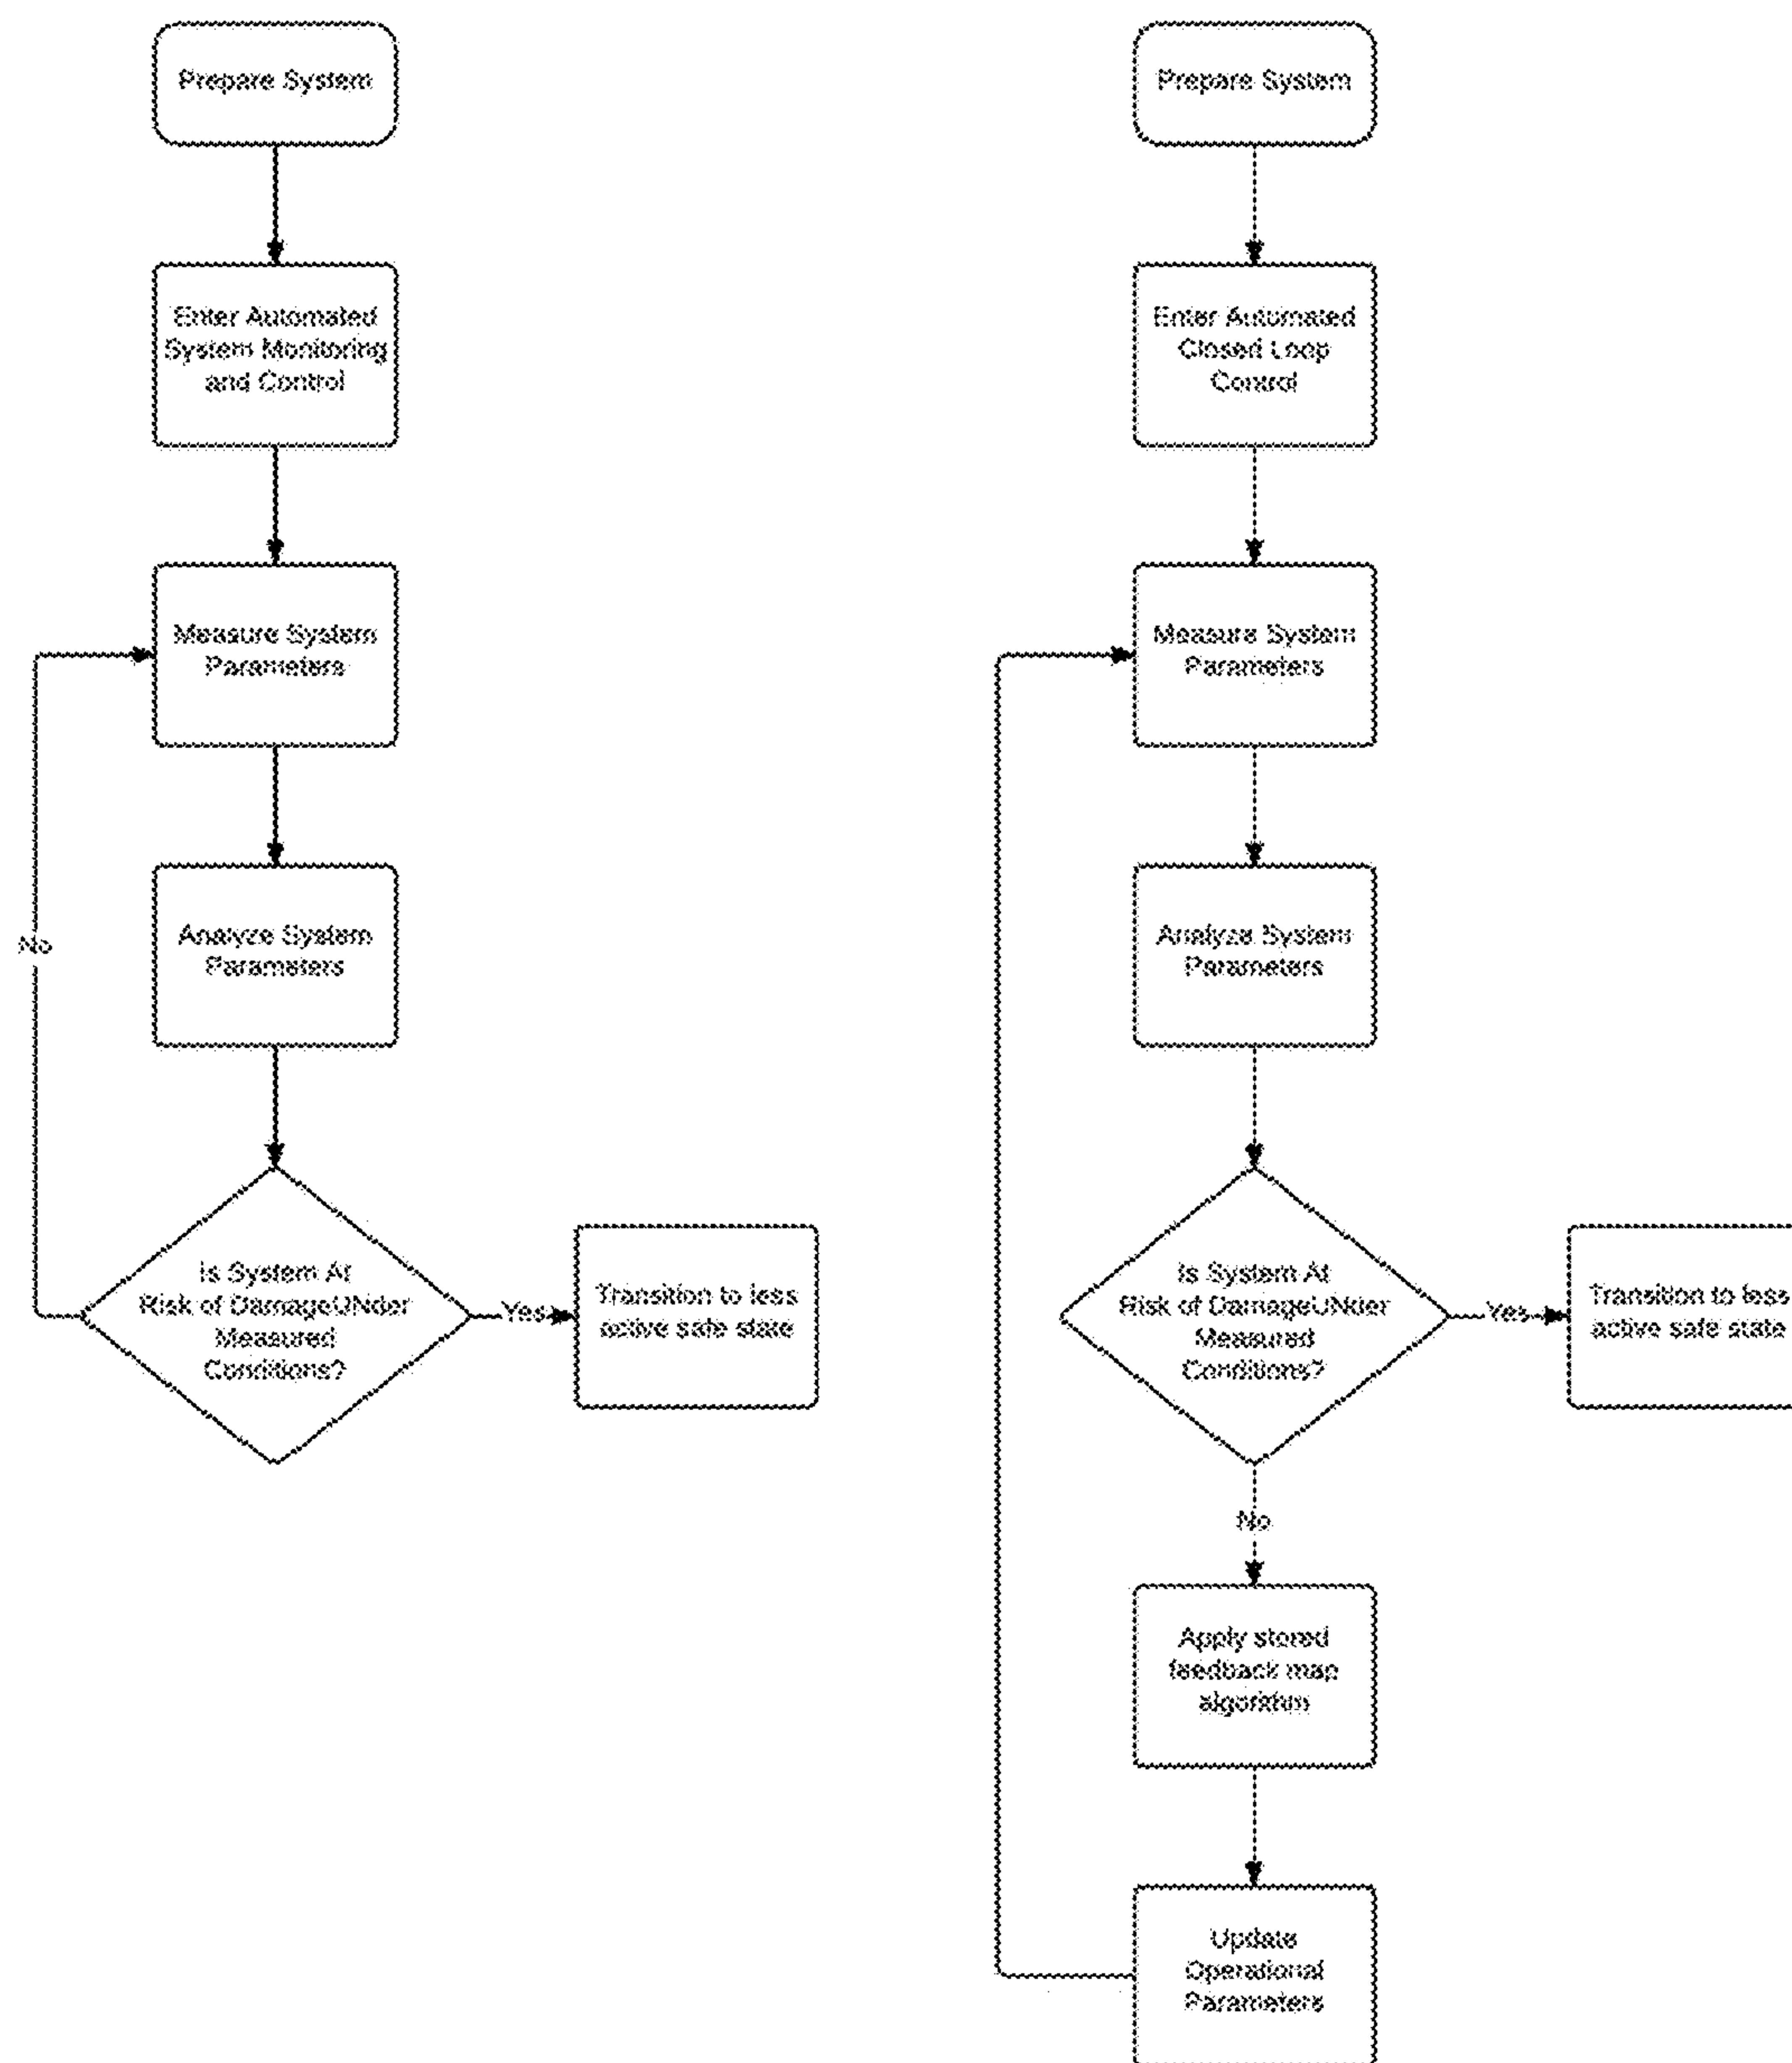 Prepare System
Enter Automated
System Monitoring
and Control
Measure System
Parameters
No
Analyze System
Parameters
Is System At
Risk of DamageUNder
Measured
Conditions?
Yes
Transition to less
active safe state
Prepare System
Enter Automated
Closed Loop
Control
Measure System
Parameters
Analyze System
Parameters
Is System At
Risk of DamageUNder
Measured
Conditions?
Yes
Transition to less
active safe state
No
Apply stored
feedback map
algorithm
Update
Operational
Parameters